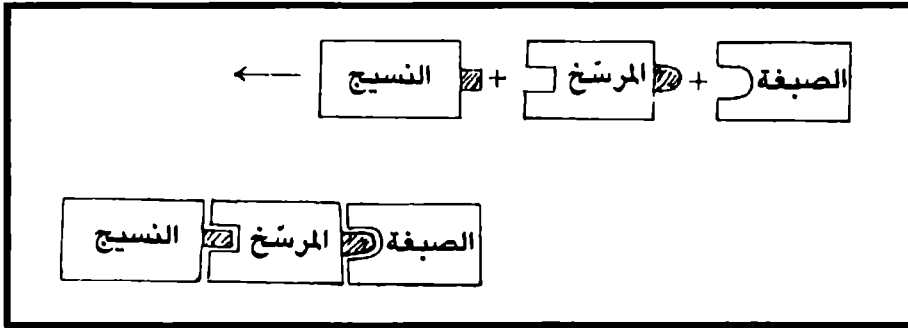 الصبغة + المرسّخ + النسيج ←
الصبغة المرسّخ النسيج